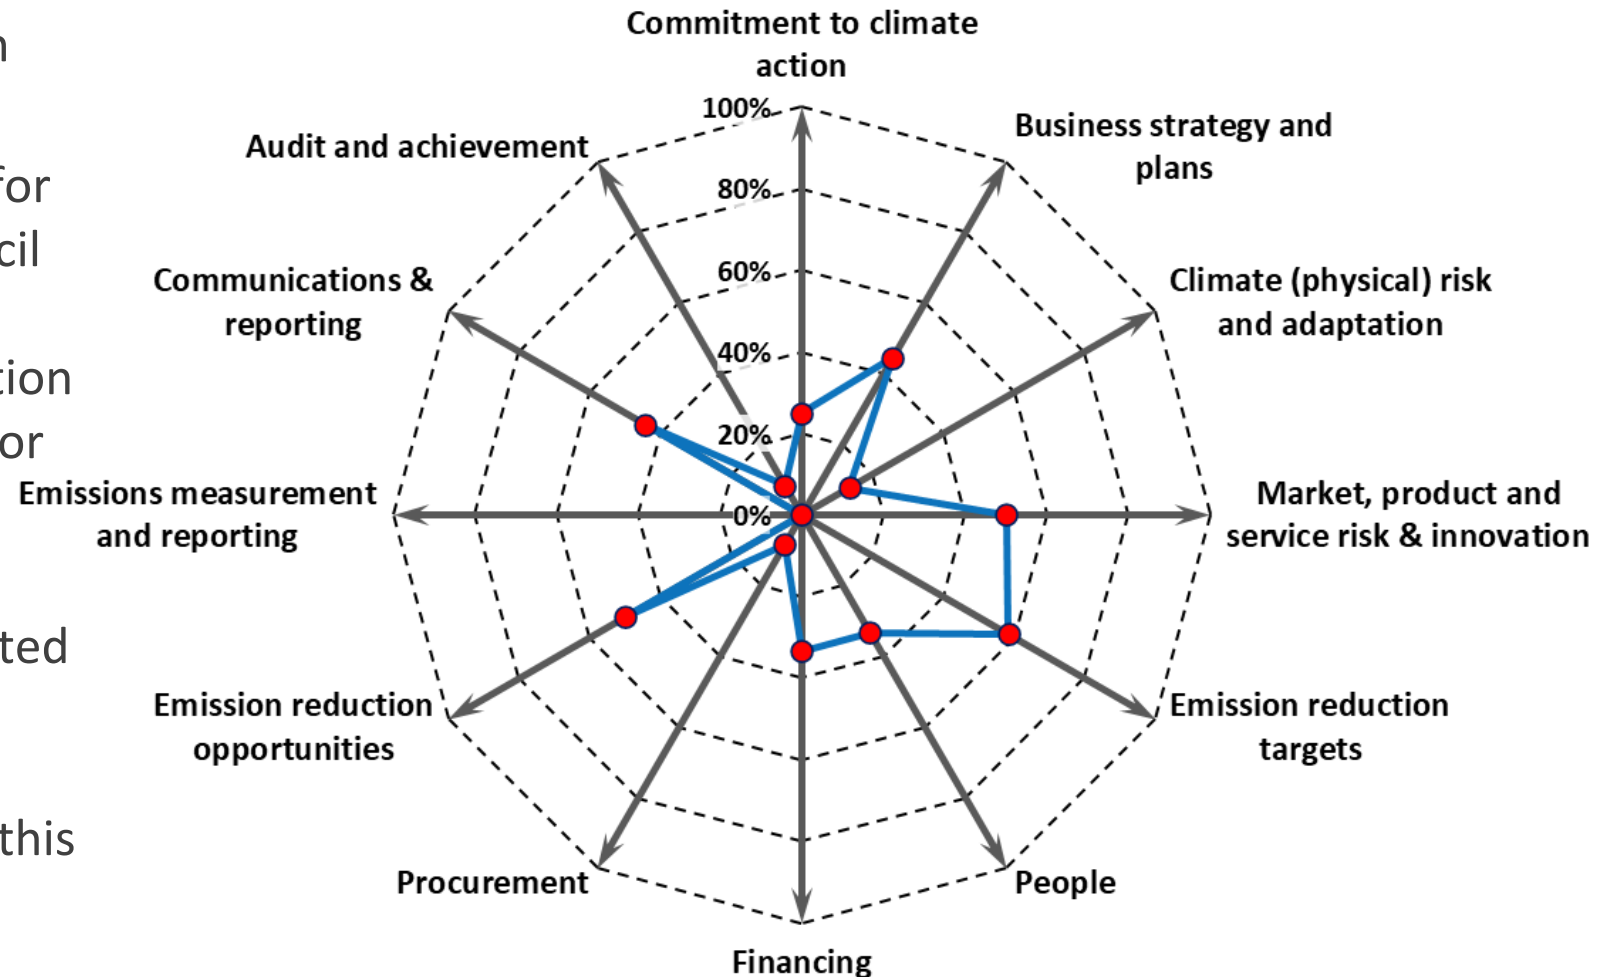 n
for
cil
tion
or
ted
this
Commitment to climate
action
Business strategy and
plans
Climate (physical) risk
and adaptation
Market, product and
service risk & innovation
Emission reduction
targets
People
Financing
Procurement
Emission reduction
opportunities
Emissions measurement
and reporting
Communications &
reporting
Audit and achievement
100%
80%
60%
40%
20%
0%